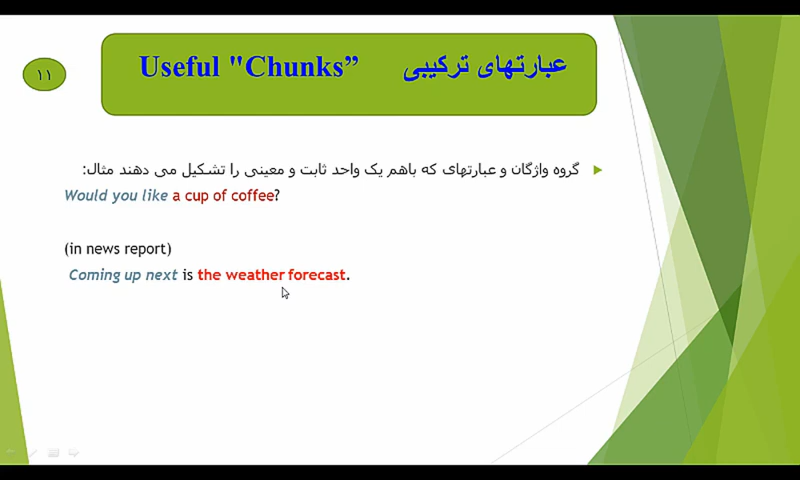 Useful "Chunks” عبارتهای ترکیبی
۱۱
گروه واژگان و عبارتهای که باهم یک واحد ثابت و معینی را تشکیل می دهند مثال:
Would you like a cup of coffee?
(in news report)
Coming up next is the weather forecast.